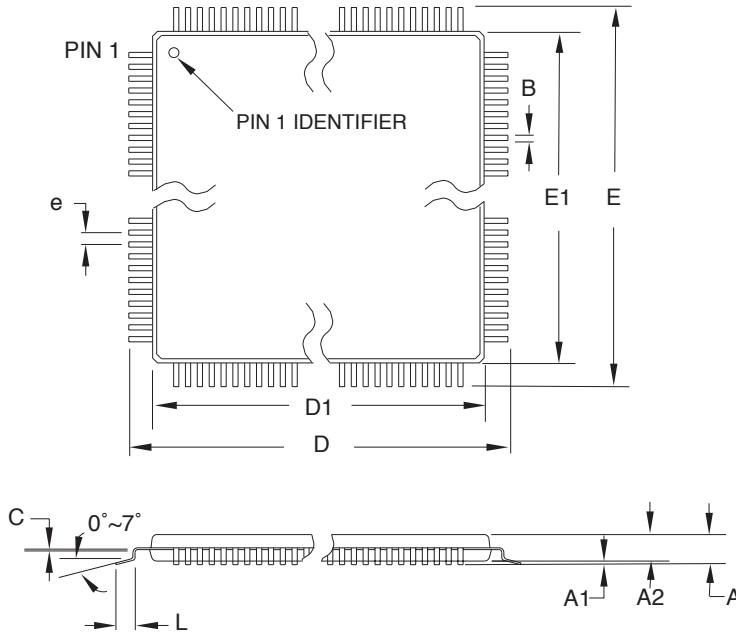 PIN 1
PIN 1 IDENTIFIER
B
e
E1
E
D1
D
C
0°~7°
L
A1
A2
A